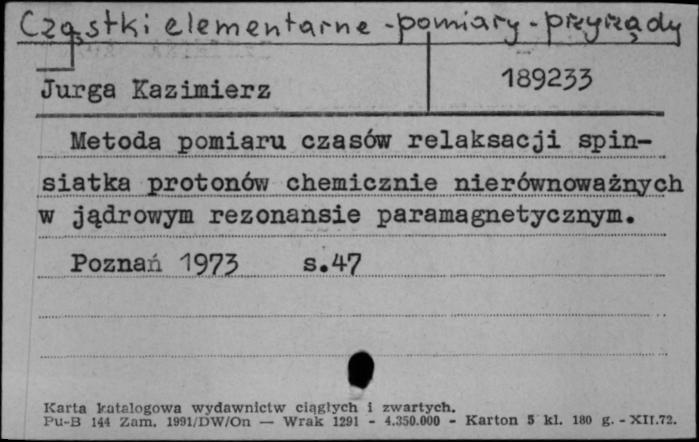 Cząstki elementarne - pomiary - przyrządy
Jurga Kazimierz
189233
Metoda pomiaru czasów relaksacji spin-
siatka protonów chemicznie nierównoważnych
w jądrowym rezonansie paramagnetycznym.
Poznań 1973 s.47
Karta katalogowa wydawnictw ciągłych i zwartych.
Pu-B 144 Zam. 1991/DW/On — Wrak 1291 - 4.350.000 - Karton 5 kl. 180 g. - XII.72.